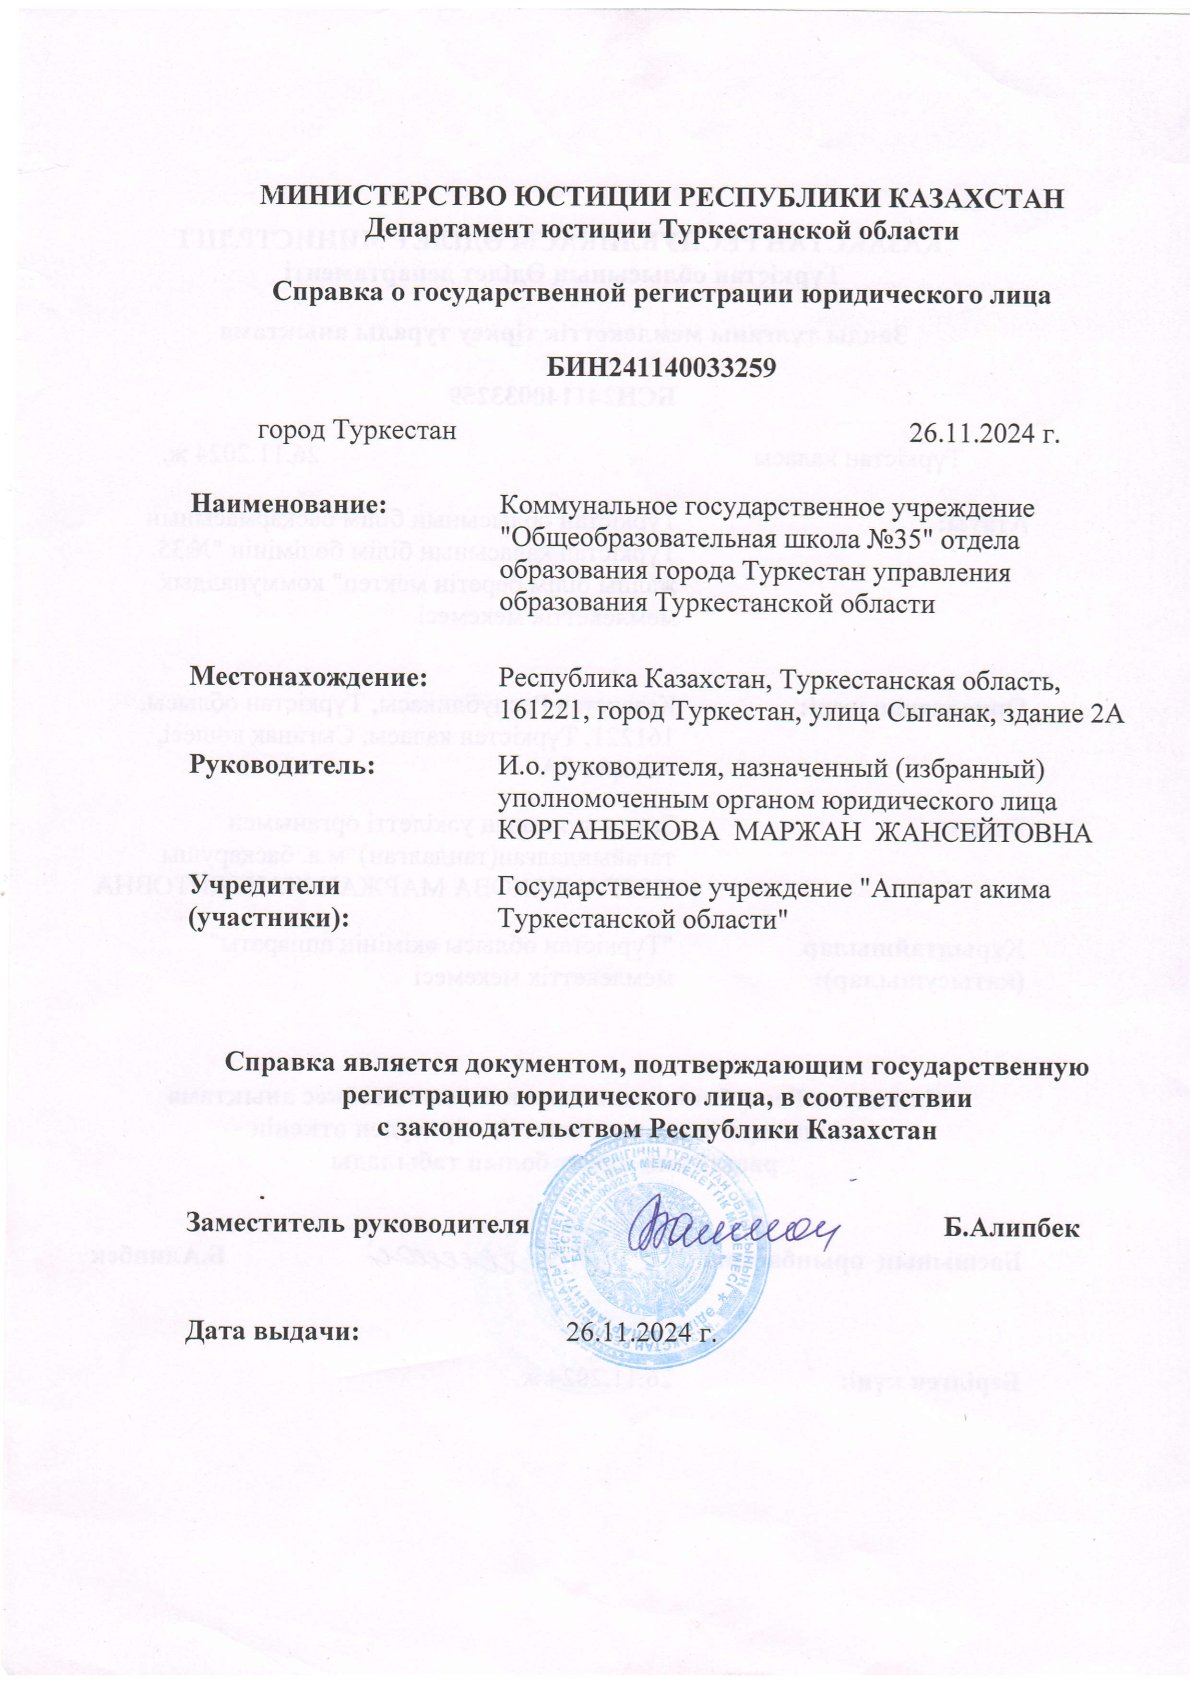 МИНИСТЕРСТВО ЮСТИЦИИ РЕСПУБЛИКИ КАЗАХСТАН
Департамент юстиции Туркестанской области
Справка о государственной регистрации юридического лица
БИН241140033259
город Туркестан 26.11.2024 г.
Наименование: Коммунальное государственное учреждение
"Общеобразовательная школа №35" отдела
образования города Туркестан управления
образования Туркестанской области
Местонахождение: Республика Казахстан, Туркестанская область,
161221, город Туркестан, улица Сыганак, здание 2А
Руководитель: И.о. руководителя, назначенный (избранный)
уполномоченным органом юридического лица
КОРГАНБЕКОВА МАРЖАН ЖАНСЕЙТОВНА
Учредители Государственное учреждение "Аппарат акима
(участники): Туркестанской области"
Справка является документом, подтверждающим государственную
регистрацию юридического лица, в соответствии
с законодательством Республики Казахстан
Заместитель руководителя Б.Алипбек
Дата выдачи: 26.11.2024 г.